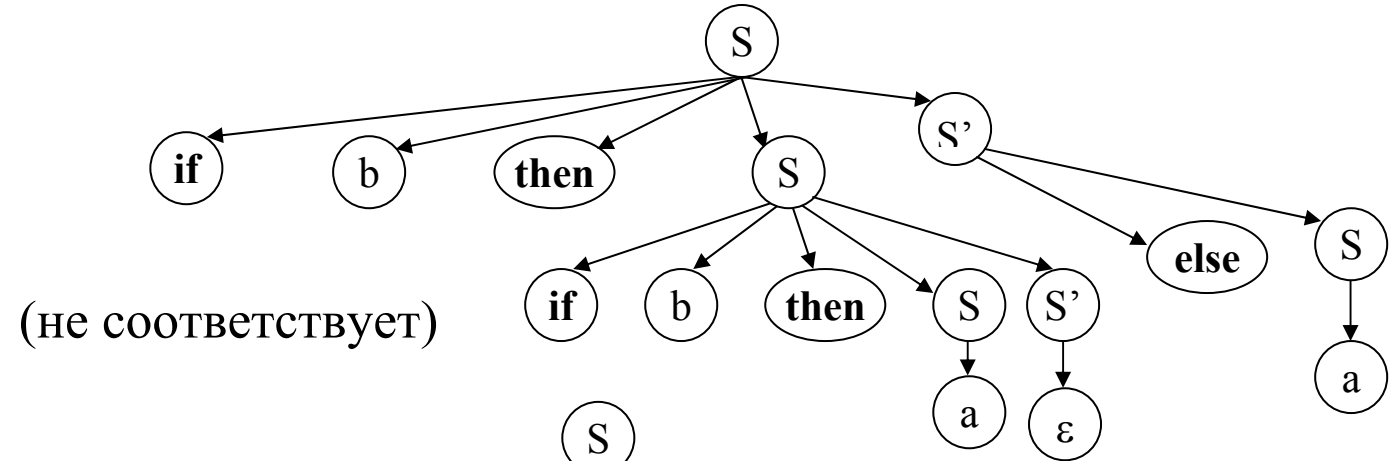 S
if b then S S’
else S
(не соответствует) if b then S S’
a ε a
S